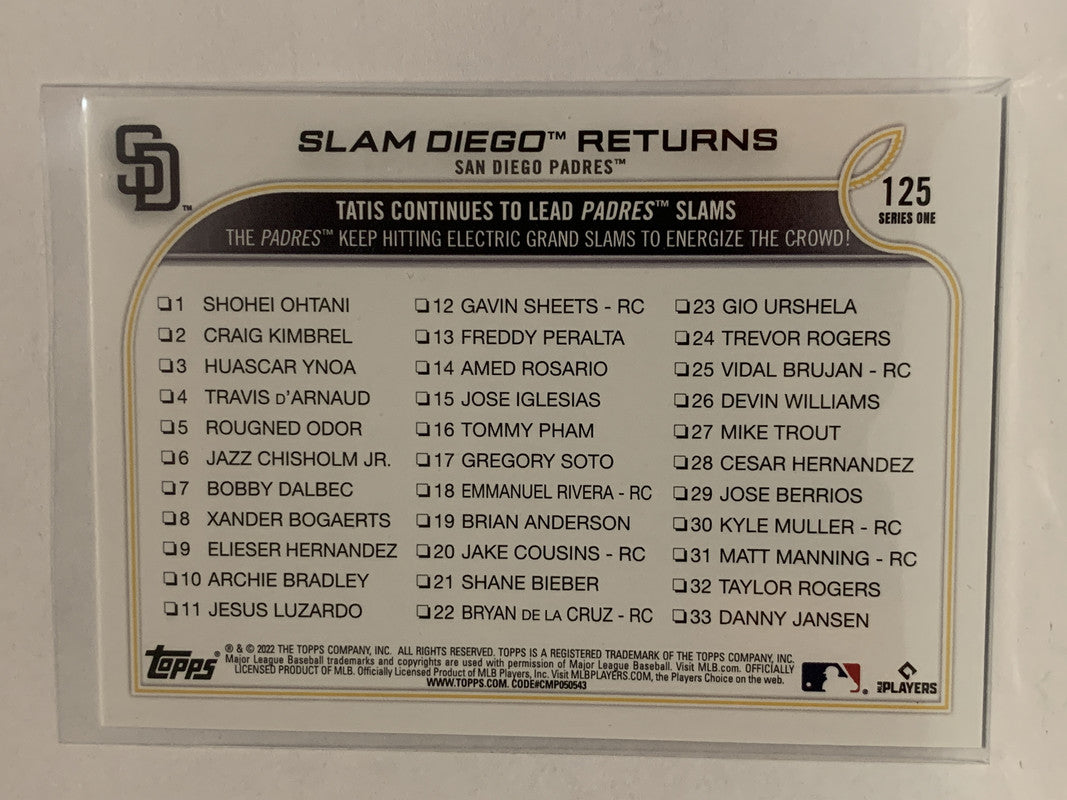 SD™
SLAM DIEGO™ RETURNS
SAN DIEGO PADRES™
125
SERIES ONE
TATIS CONTINUES TO LEAD PADRES™ SLAMS
THE PADRES™ KEEP HITTING ELECTRIC GRAND SLAMS TO ENERGIZE THE CROWD!
❏1 SHOHEI OHTANI
❏2 CRAIG KIMBREL
❏3 HUASCAR YNOA
❏4 TRAVIS D'ARNAUD
❏5 ROUGNED ODOR
❏6 JAZZ CHISHOLM JR.
❏7 BOBBY DALBEC
❏8 XANDER BOGAERTS
❏9 ELIESER HERNANDEZ
❏10 ARCHIE BRADLEY
❏11 JESUS LUZARDO
❏12 GAVIN SHEETS - RC
❏13 FREDDY PERALTA
❏14 AMED ROSARIO
❏15 JOSE IGLESIAS
❏16 TOMMY PHAM
❏17 GREGORY SOTO
❏18 EMMANUEL RIVERA - RC
❏19 BRIAN ANDERSON
❏20 JAKE COUSINS - RC
❏21 SHANE BIEBER
❏22 BRYAN DE LA CRUZ - RC
❏23 GIO URSHELA
❏24 TREVOR ROGERS
❏25 VIDAL BRUJAN - RC
❏26 DEVIN WILLIAMS
❏27 MIKE TROUT
❏28 CESAR HERNANDEZ
❏29 JOSE BERRIOS
❏30 KYLE MULLER - RC
❏31 MATT MANNING - RC
❏32 TAYLOR ROGERS
❏33 DANNY JANSEN
Topps®
® & © 2022 THE TOPPS COMPANY, INC. ALL RIGHTS RESERVED. TOPPS IS A REGISTERED TRADEMARK OF THE TOPPS COMPANY, INC.
Major League Baseball trademarks and copyrights are used with permission of Major League Baseball. Visit MLB.com. OFFICIALLY
LICENSED PRODUCT OF MLB. Officially Licensed Product of MLB Players, Inc. Visit MLBPLAYERS.COM, the Players Choice on the web.
WWW.TOPPS.COM. CODE#CMP050543
MLB PLAYERS